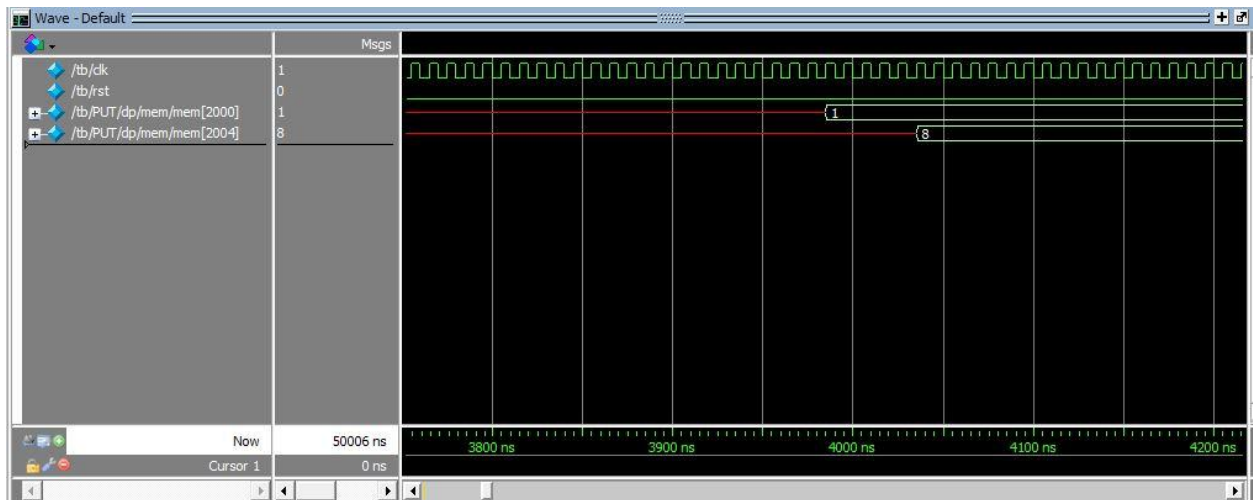 Wave - Default
Msgs
/tb/clk 1
/tb/rst 0
/tb/PUT/dp/mem/mem[2000] 1 1
/tb/PUT/dp/mem/mem[2004] 8 8
Now 50006 ns 3800 ns 3900 ns 4000 ns 4100 ns 4200 ns
Cursor 1 0 ns